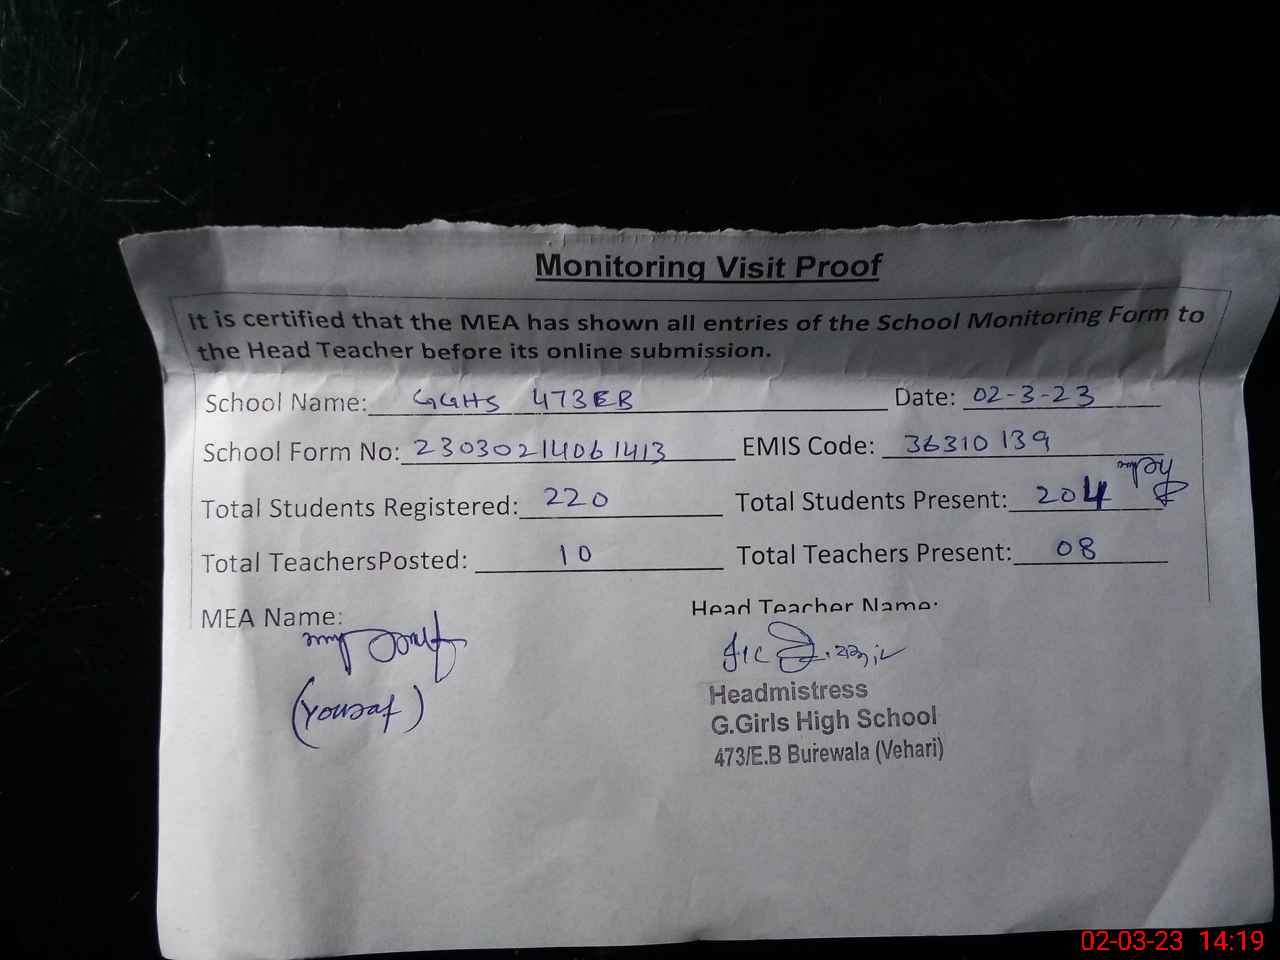 Monitoring Visit Proof
It is certified that the MEA has shown all entries of the School Monitoring Form to
the Head Teacher before its online submission.
School Name: GGHS 473EB Date: 02-3-23
School Form No: 23030214061413 EMIS Code: 36310139
Total Students Registered: 220 Total Students Present: 204
Total TeachersPosted: 10 Total Teachers Present: 08
MEA Name: Head Teacher Name:
(Yousaf)
Headmistress
G.Girls High School
473/E.B Burewala (Vehari)
02-03-23 14:19